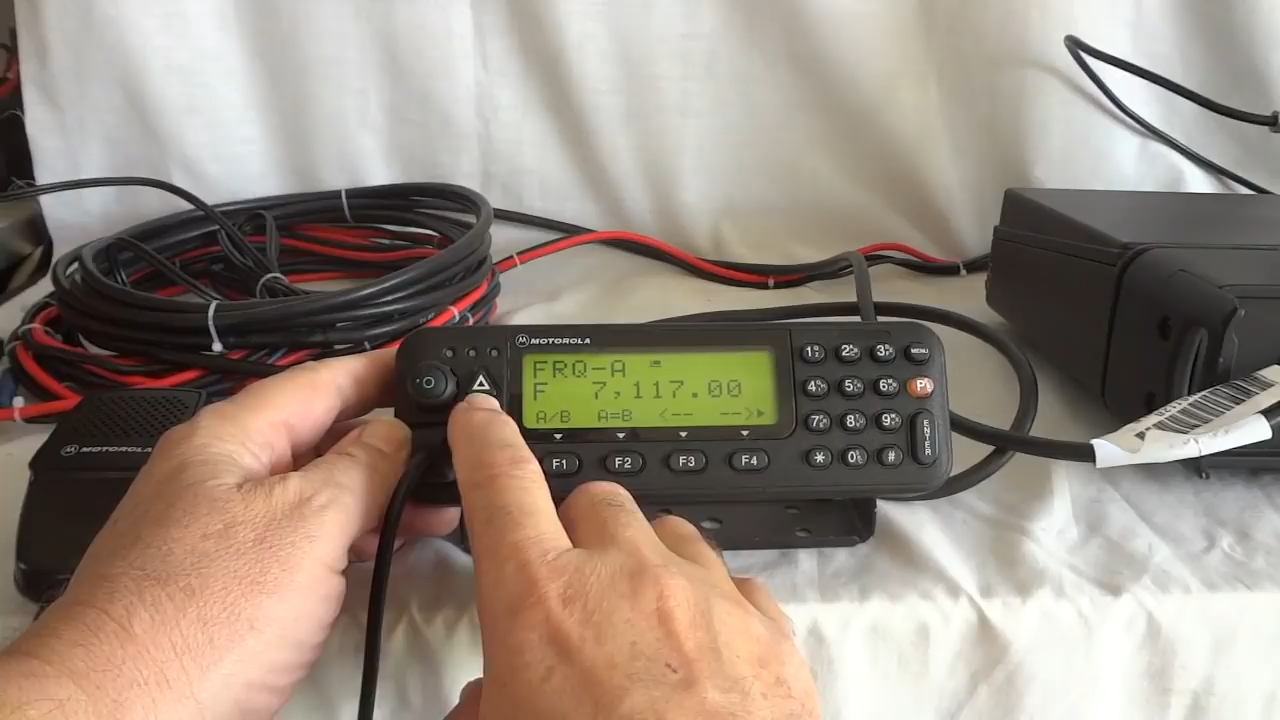 MOTOROLA
FRQ-A
F 7,117.00
A/B A=B <-- -->
F1 F2 F3 F4
1 2 3 MENU
4 5 6 P1
7 8 9 ENTER
* 0 #
MOTOROLA